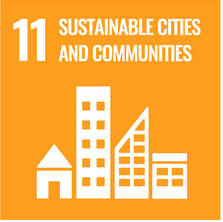 11 SUSTAINABLE CITIES
AND COMMUNITIES